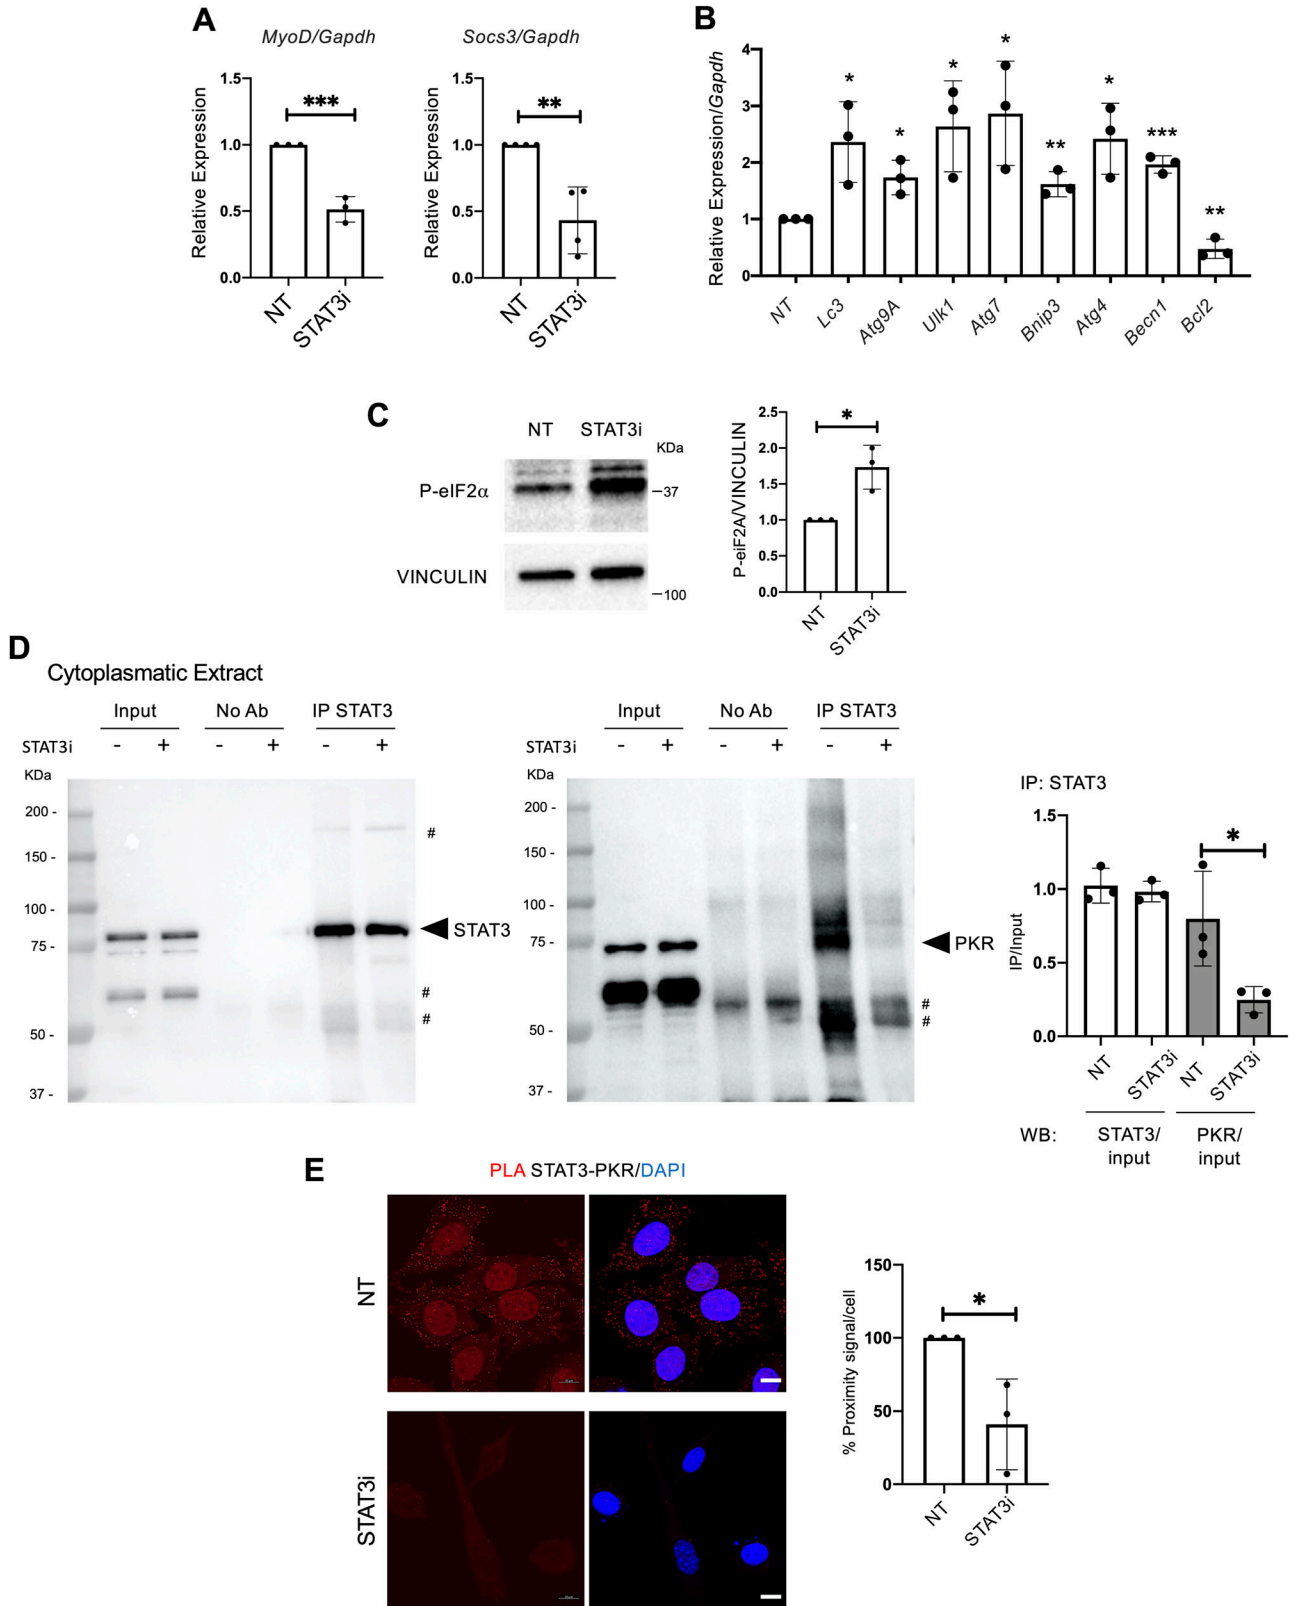 A
MyoD/Gapdh
Socs3/Gapdh
Relative Expression
1.5
1.0
0.5
0.0
***
NT
STAT3i
Relative Expression
1.5
1.0
0.5
0.0
**
NT
STAT3i
B
Relative Expression/Gapdh
4
3
2
1
0
* * * * ** * *** **
NT Lc3 Atg9A Ulk1 Atg7 Bnip3 Atg4 Becn1 Bcl2
C
NT STAT3i
KDa
P-eIF2α
37
VINCULIN
100
P-eiF2A/VINCULIN
2.5
2.0
1.5
1.0
0.5
0.0
*
NT
STAT3i
D
Cytoplasmatic Extract
Input No Ab IP STAT3
STAT3i - + - + - +
KDa
200 -
150 -
100 -
75 -
50 -
37 -
#
STAT3
#
#
Input No Ab IP STAT3
STAT3i - + - + - +
KDa
200 -
150 -
100 -
75 -
50 -
37 -
PKR
#
#
IP: STAT3
IP/Input
1.5
1.0
0.5
0.0
*
NT STAT3i NT STAT3i
WB: STAT3/ PKR/
input input
E
PLA STAT3-PKR/DAPI
NT
STAT3i
% Proximity signal/cell
150
100
50
0
*
NT
STAT3i